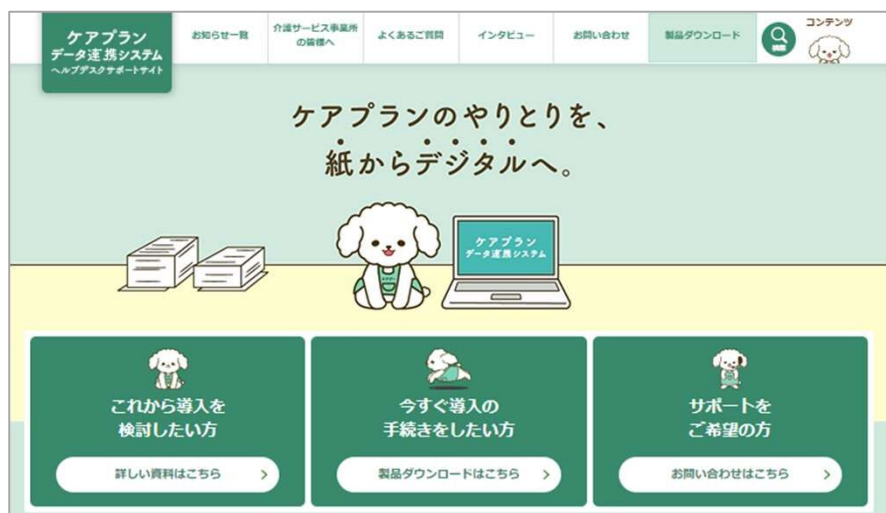 ケアプラン
データ連携システム
ヘルプデスクサポートサイト
お知らせ一覧
介護サービス事業所
の皆様へ
よくあるご質問
インタビュー
お問い合わせ
製品ダウンロード
検索
コンテンツ
ケアプランのやりとりを、
紙からデジタルへ。
ケアプラン
データ連携システム
これから導入を
検討したい方
詳しい資料はこちら
今すぐ導入の
手続きをしたい方
製品ダウンロードはこちら
サポートを
ご希望の方
お問い合わせはこちら